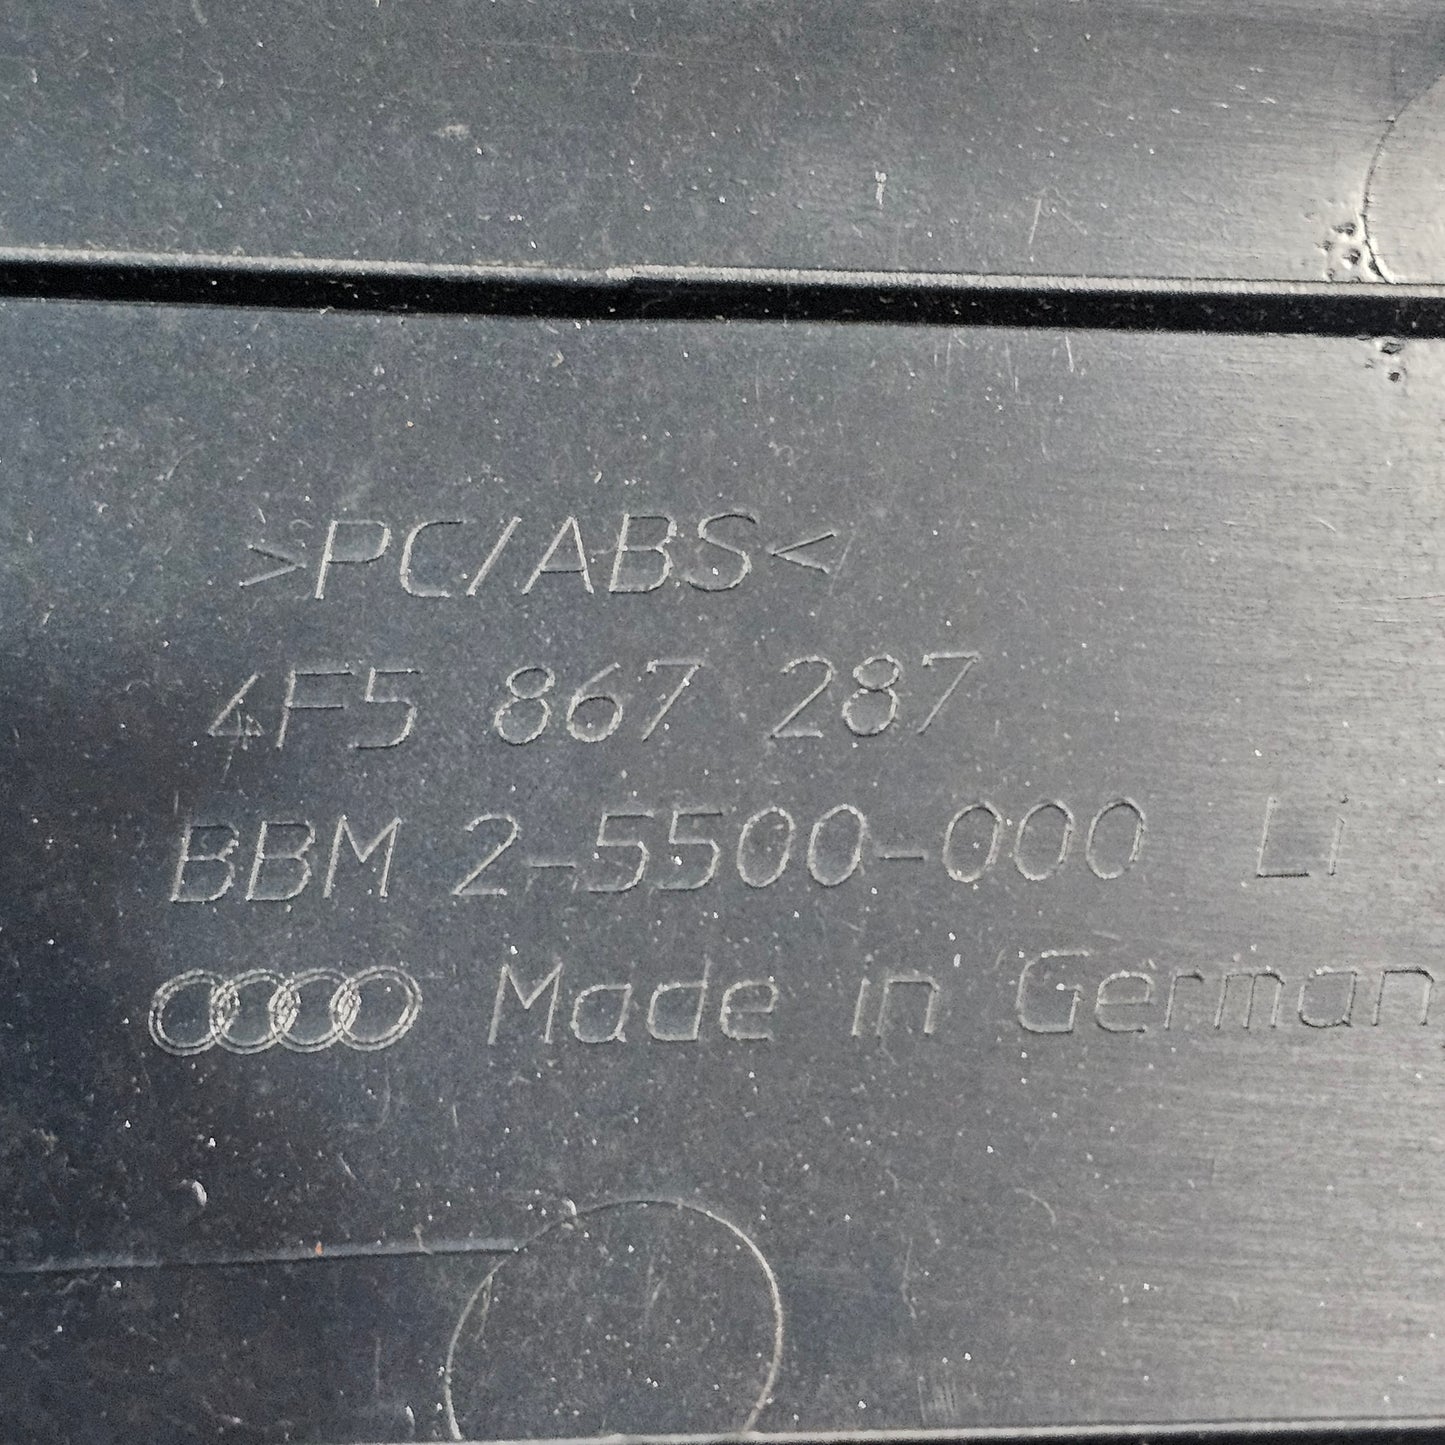 >PC/ABS<
4F5 867 287
BBM 2-5500-000 Li
Made in German